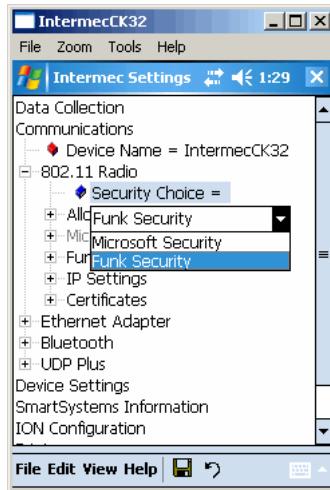 IntermecCK32
File Zoom Tools Help
Intermec Settings 1:29
Data Collection
Communications
Device Name = IntermecCK32
802.11 Radio
Security Choice =
Funk Security
Microsoft Security
Funk Security
IP Settings
Certificates
Ethernet Adapter
Bluetooth
UDP Plus
Device Settings
SmartSystems Information
ION Configuration
File Edit View Help